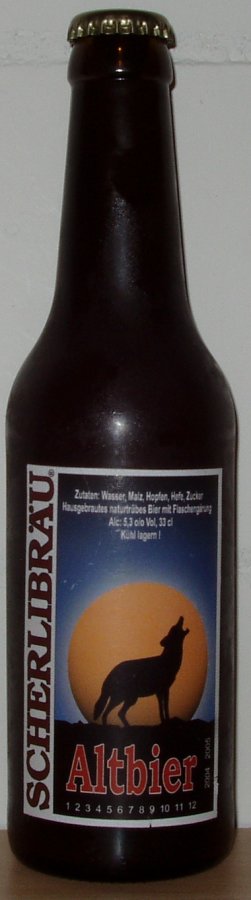 SCHERLIBRÄU®
Zutaten: Wasser, Malz, Hopfen, Hefe, Zucker
Hausgebrautes naturtrübes Bier mit Flaschengärung
Alc: 5,3 o/o Vol, 33 cl
Kühl lagern !
Altbier
1 2 3 4 5 6 7 8 9 10 11 12
2004 2005